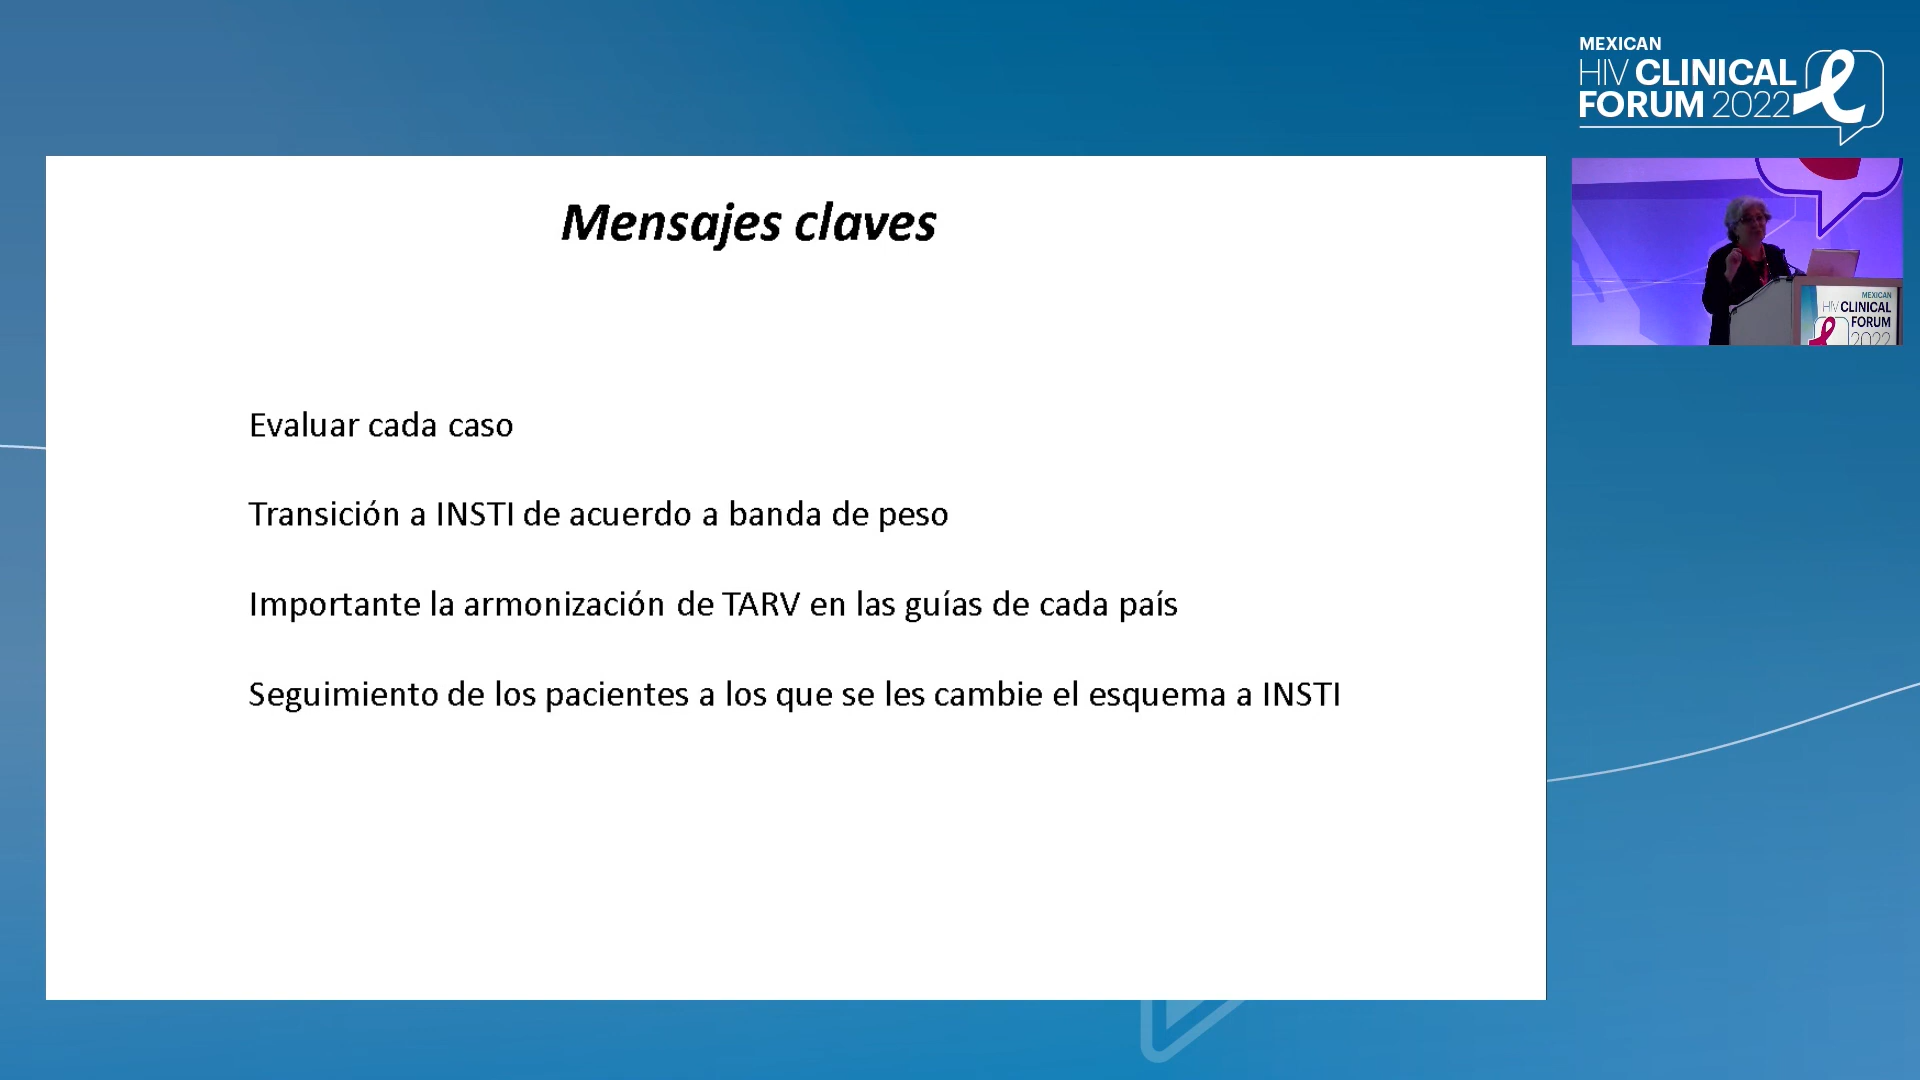 MEXICAN
HIV CLINICAL
FORUM 2022
Mensajes claves
Evaluar cada caso
Transición a INSTI de acuerdo a banda de peso
Importante la armonización de TARV en las guías de cada país
Seguimiento de los pacientes a los que se les cambie el esquema a INSTI
MEXICAN
HIV CLINICAL
FORUM
2022